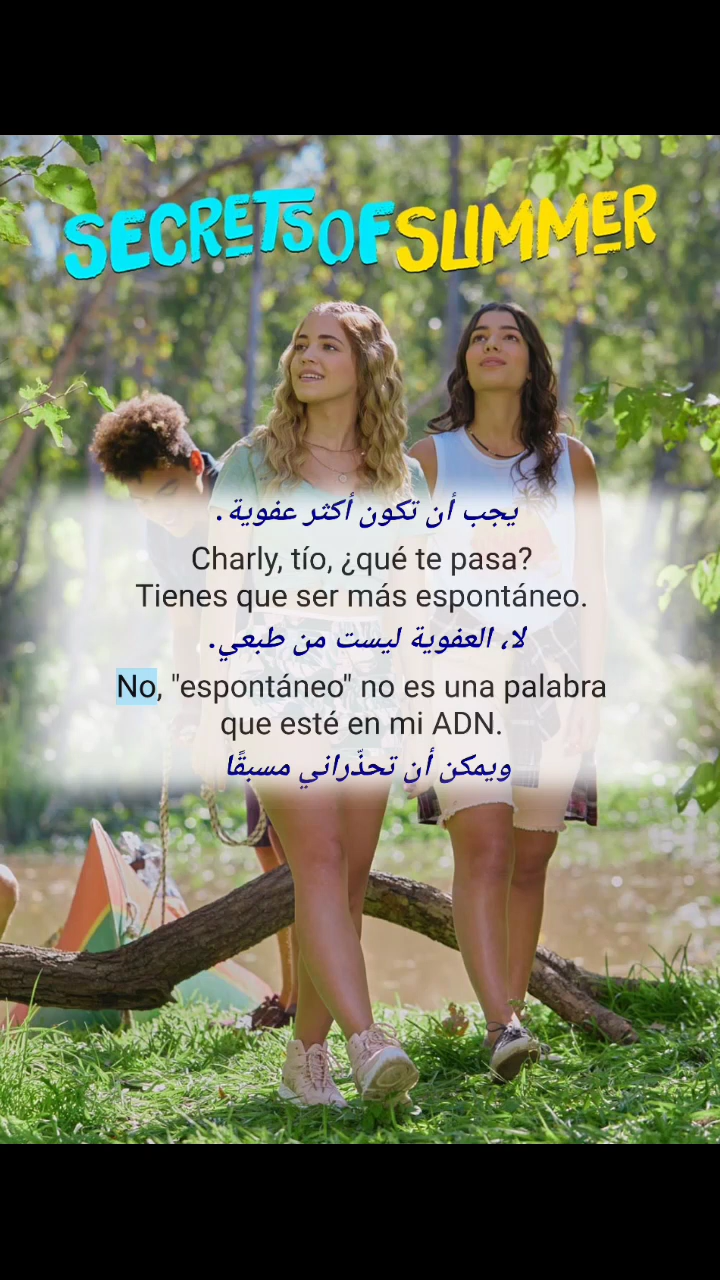 SECRETS OF SUMMER
يجب أن تكون أكثر عفوية.
Charly, tío, ¿qué te pasa?
Tienes que ser más espontáneo.
لا، العفوية ليست من طبعي.
No, "espontáneo" no es una palabra
que esté en mi ADN.
ويمكن أن تحذّراني مسبقًا